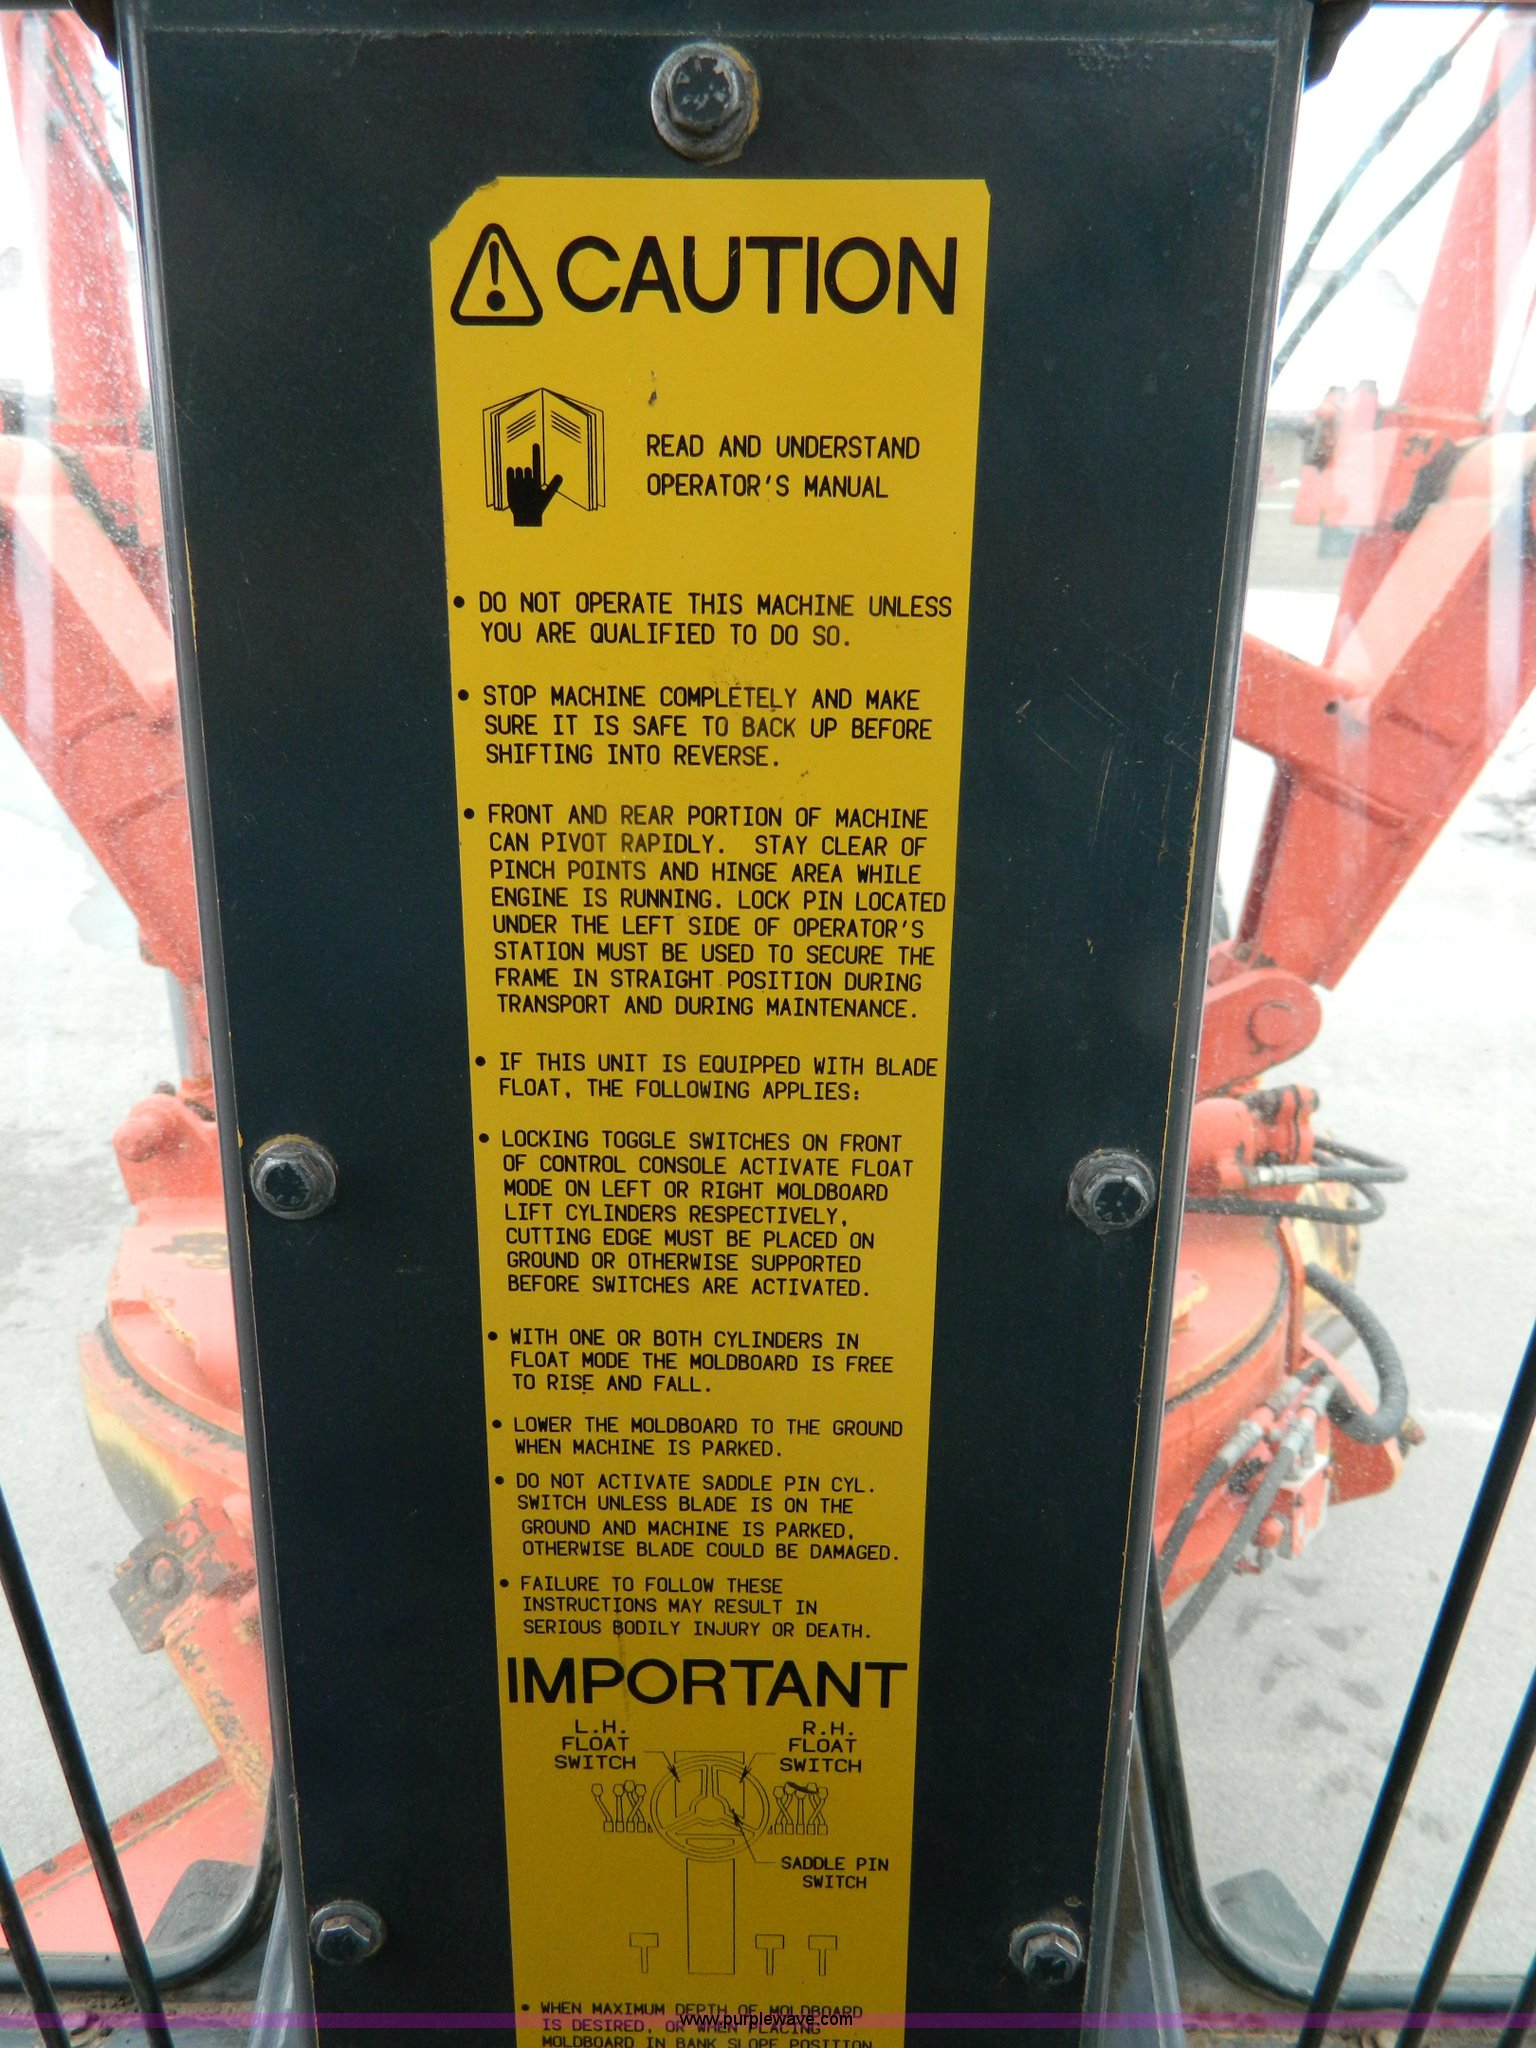 CAUTION
READ AND UNDERSTAND
OPERATOR'S MANUAL
• DO NOT OPERATE THIS MACHINE UNLESS
YOU ARE QUALIFIED TO DO SO.
• STOP MACHINE COMPLETELY AND MAKE
SURE IT IS SAFE TO BACK UP BEFORE
SHIFTING INTO REVERSE.
• FRONT AND REAR PORTION OF MACHINE
CAN PIVOT RAPIDLY. STAY CLEAR OF
PINCH POINTS AND HINGE AREA WHILE
ENGINE IS RUNNING. LOCK PIN LOCATED
UNDER THE LEFT SIDE OF OPERATOR'S
STATION MUST BE USED TO SECURE THE
FRAME IN STRAIGHT POSITION DURING
TRANSPORT AND DURING MAINTENANCE.
• IF THIS UNIT IS EQUIPPED WITH BLADE
FLOAT, THE FOLLOWING APPLIES:
• LOCKING TOGGLE SWITCHES ON FRONT
OF CONTROL CONSOLE ACTIVATE FLOAT
MODE ON LEFT OR RIGHT MOLDBOARD
LIFT CYLINDERS RESPECTIVELY,
CUTTING EDGE MUST BE PLACED ON
GROUND OR OTHERWISE SUPPORTED
BEFORE SWITCHES ARE ACTIVATED.
• WITH ONE OR BOTH CYLINDERS IN
FLOAT MODE THE MOLDBOARD IS FREE
TO RISE AND FALL.
• LOWER THE MOLDBOARD TO THE GROUND
WHEN MACHINE IS PARKED.
• DO NOT ACTIVATE SADDLE PIN CYL.
SWITCH UNLESS BLADE IS ON THE
GROUND AND MACHINE IS PARKED,
OTHERWISE BLADE COULD BE DAMAGED.
• FAILURE TO FOLLOW THESE
INSTRUCTIONS MAY RESULT IN
SERIOUS BODILY INJURY OR DEATH.
IMPORTANT
L.H.
FLOAT
SWITCH
R.H.
FLOAT
SWITCH
SADDLE PIN
SWITCH
• WHEN MAXIMUM DEPTH OF MOLDBOARD
IS DESIRED, OR WHEN PLACING
MOLDBOARD IN BANK SLOPE POSITION
www.purplewave.com